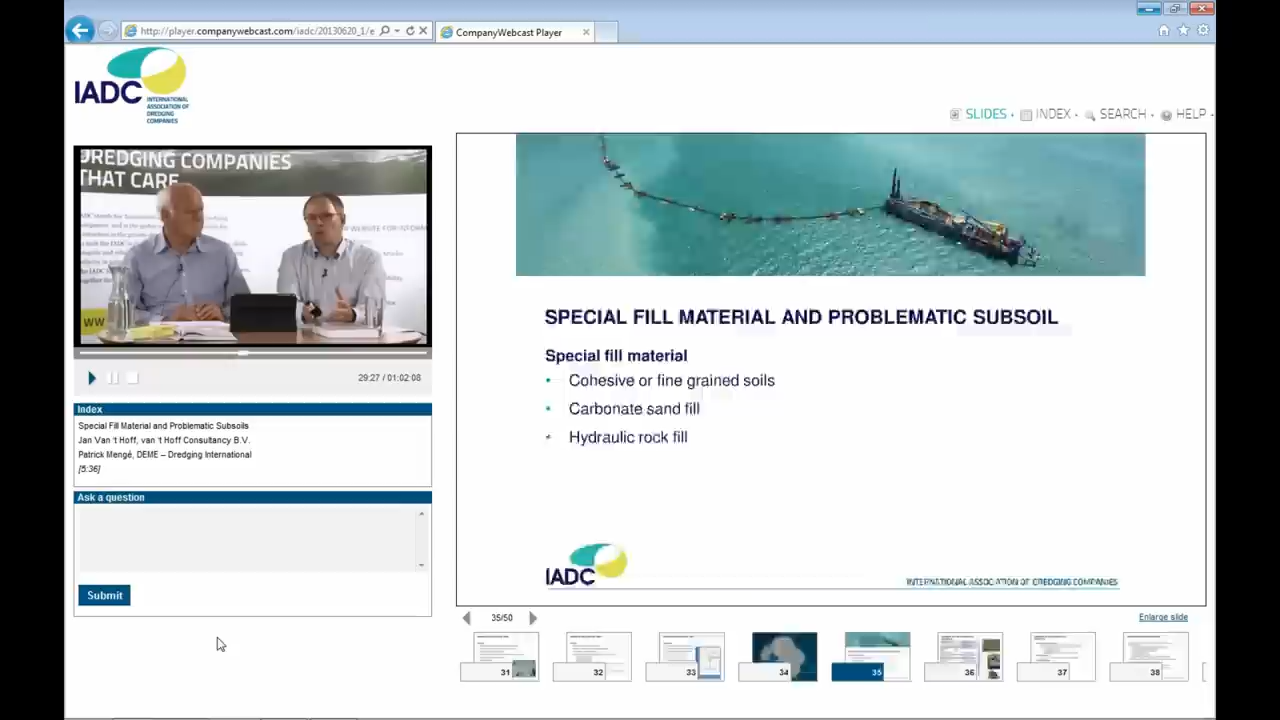 http://player.companywebcast.com/iadc/20130620_1/e
CompanyWebcast Player
IADC
INTERNATIONAL
ASSOCIATION OF
DREDGING
COMPANIES
SLIDES
INDEX
SEARCH
HELP
DREDGING COMPANIES
THAT CARE
WW
29:27 / 01:02:08
Index
Special Fill Material and Problematic Subsoils
Jan Van 't Hoff, van 't Hoff Consultancy B.V.
Patrick Mengé, DEME – Dredging International
[5:36]
Ask a question
Submit
SPECIAL FILL MATERIAL AND PROBLEMATIC SUBSOIL
Special fill material
• Cohesive or fine grained soils
• Carbonate sand fill
• Hydraulic rock fill
IADC
INTERNATIONAL ASSOCIATION OF DREDGING COMPANIES
35/50
Enlarge slide
31
32
33
34
35
36
37
38